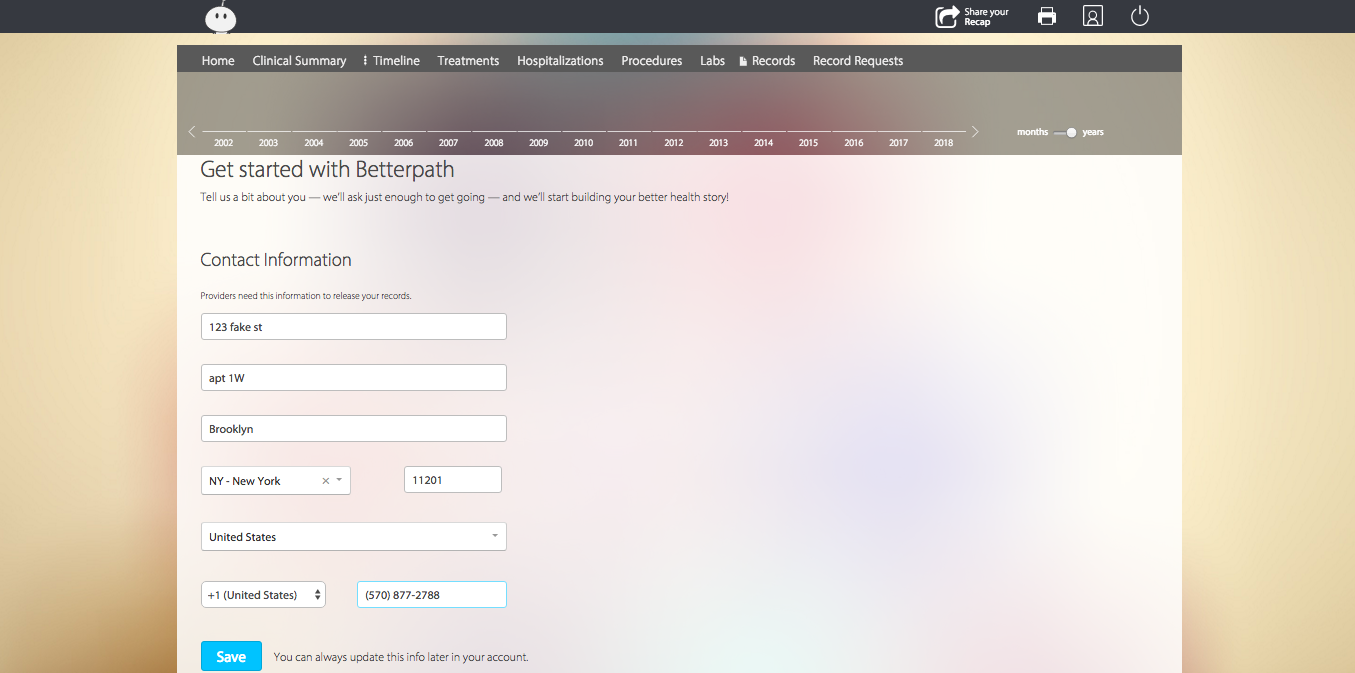 Share your
Recap
Home Clinical Summary Timeline Treatments Hospitalizations Procedures Labs Records Record Requests
months years
2002 2003 2004 2005 2006 2007 2008 2009 2010 2011 2012 2013 2014 2015 2016 2017 2018
Get started with Betterpath
Tell us a bit about you — we'll ask just enough to get going — and we'll start building your better health story!
Contact Information
Providers need this information to release your records.
123 fake st
apt 1W
Brooklyn
NY - New York × 11201
United States
+1 (United States) (570) 877-2788
Save You can always update this info later in your account.